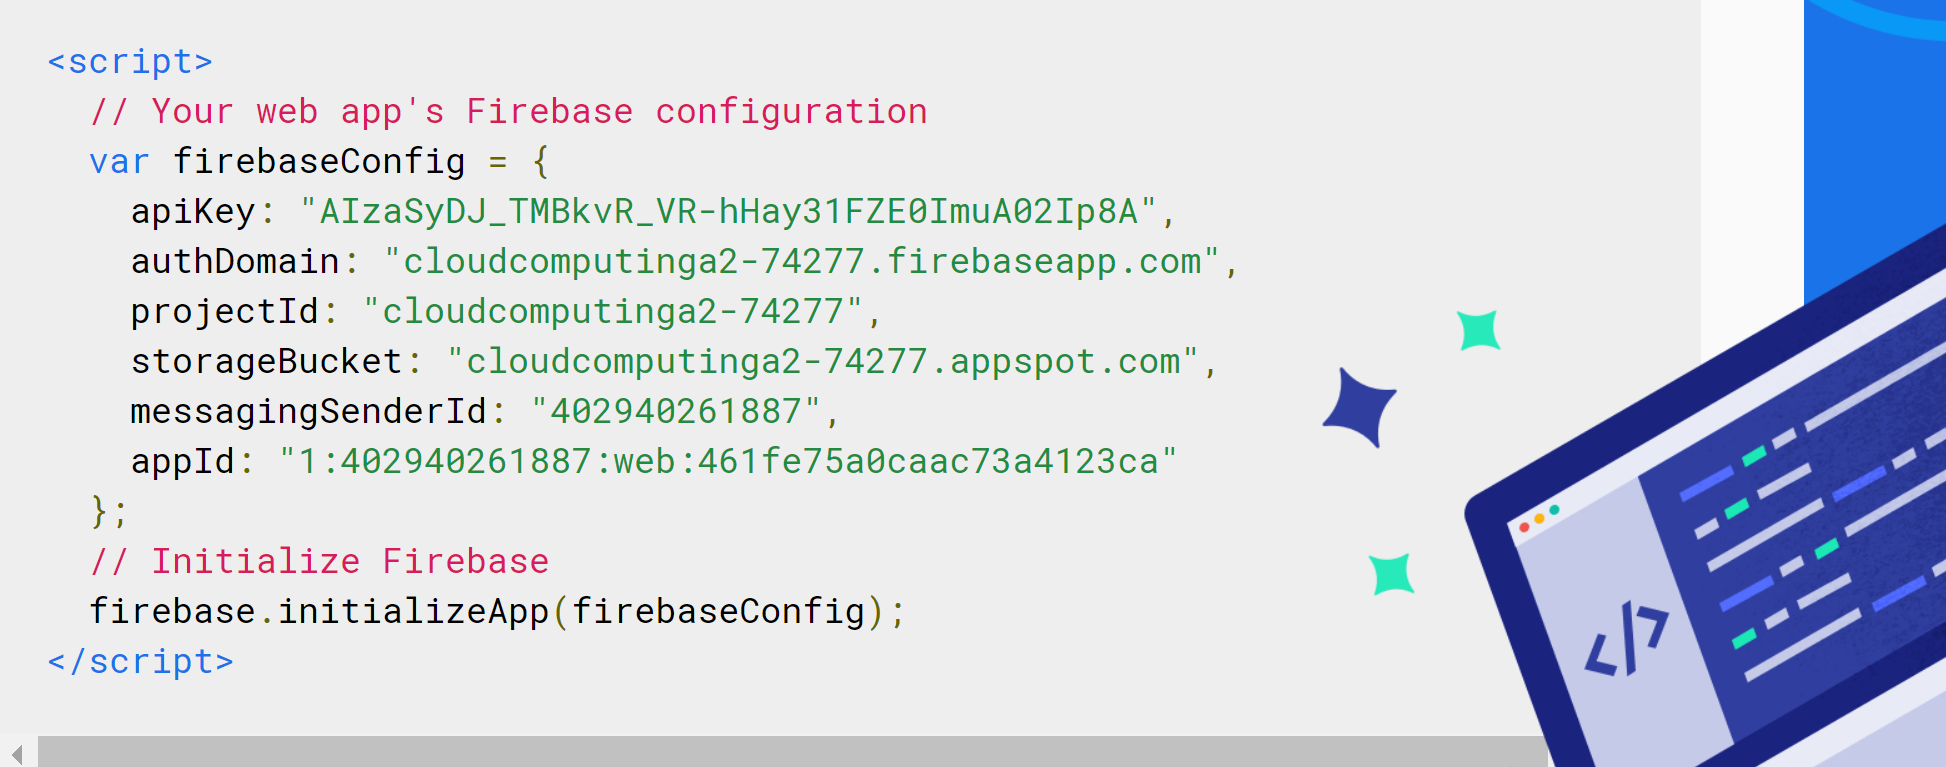 <script>
// Your web app's Firebase configuration
var firebaseConfig = {
apiKey: "AIzaSyDJ_TMBkvR_VR-hHay31FZE0ImuA02Ip8A",
authDomain: "cloudcomputinga2-74277.firebaseapp.com",
projectId: "cloudcomputinga2-74277",
storageBucket: "cloudcomputinga2-74277.appspot.com",
messagingSenderId: "402940261887",
appId: "1:402940261887:web:461fe75a0caac73a4123ca"
};
// Initialize Firebase
firebase.initializeApp(firebaseConfig);
</script>
</>